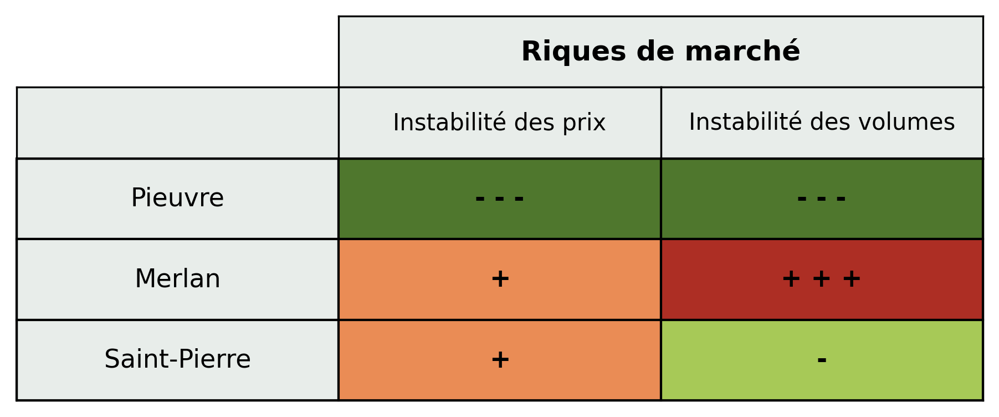 Riques de marché
Instabilité des prix Instabilité des volumes
Pieuvre - - - - - -
Merlan + + + +
Saint-Pierre + -